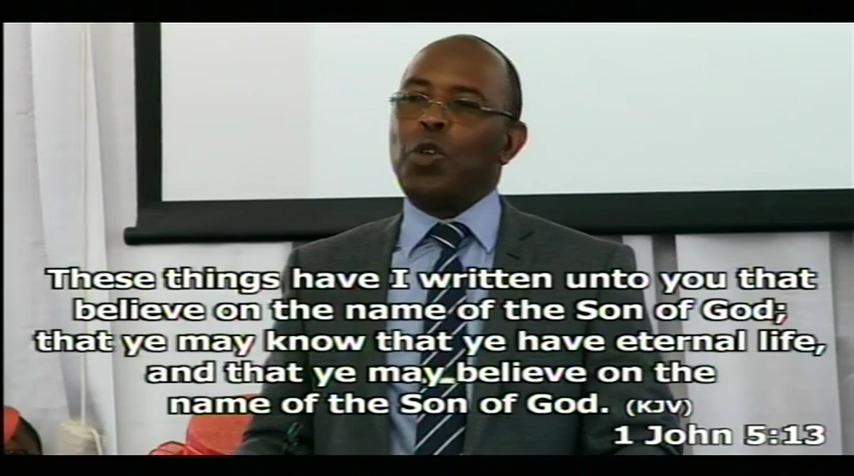 These things have I written unto you that
believe on the name of the Son of God;
that ye may know that ye have eternal life,
and that ye may believe on the
name of the Son of God. (KJV)
1 John 5:13